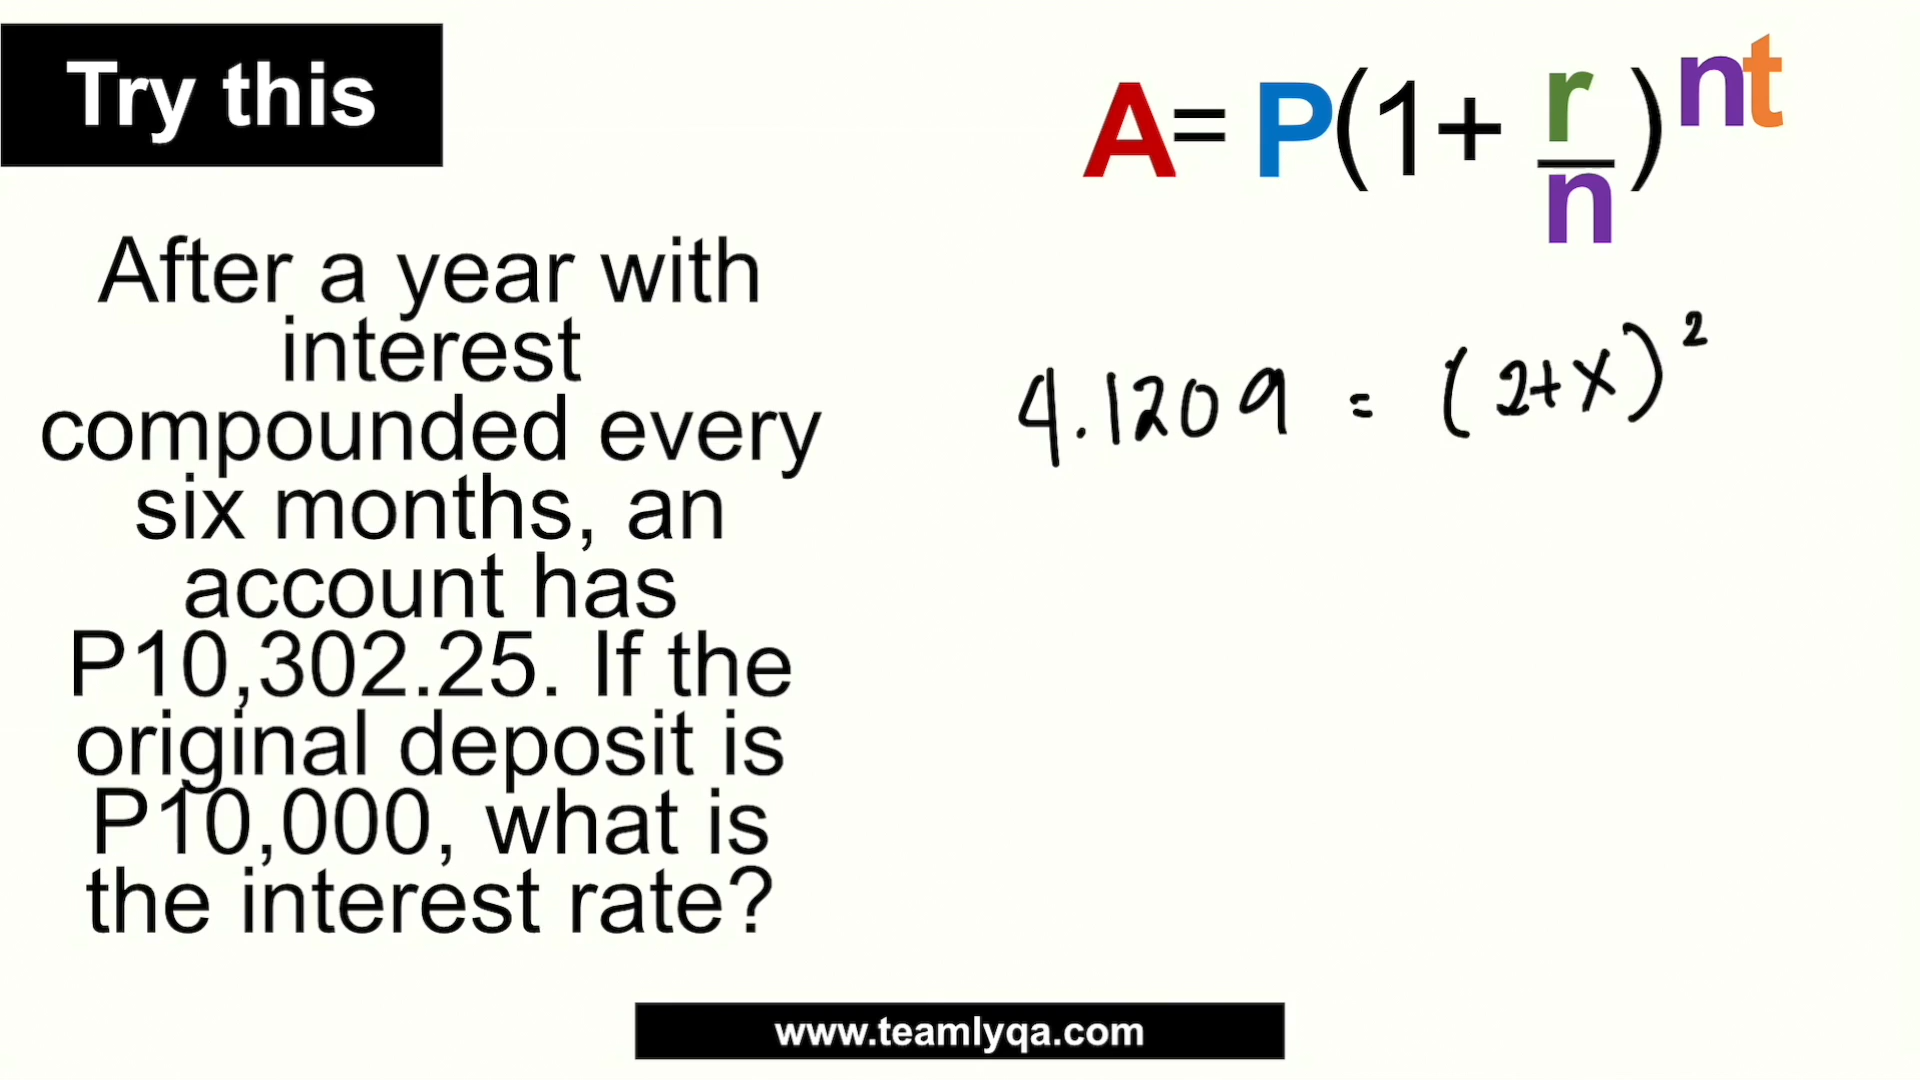 Try this
A= P(1+ r/n)^nt
After a year with
interest
compounded every
six months, an
account has
P10,302.25. If the
original deposit is
P10,000, what is
the interest rate?
4.1209 = (2+x)²
www.teamlyqa.com